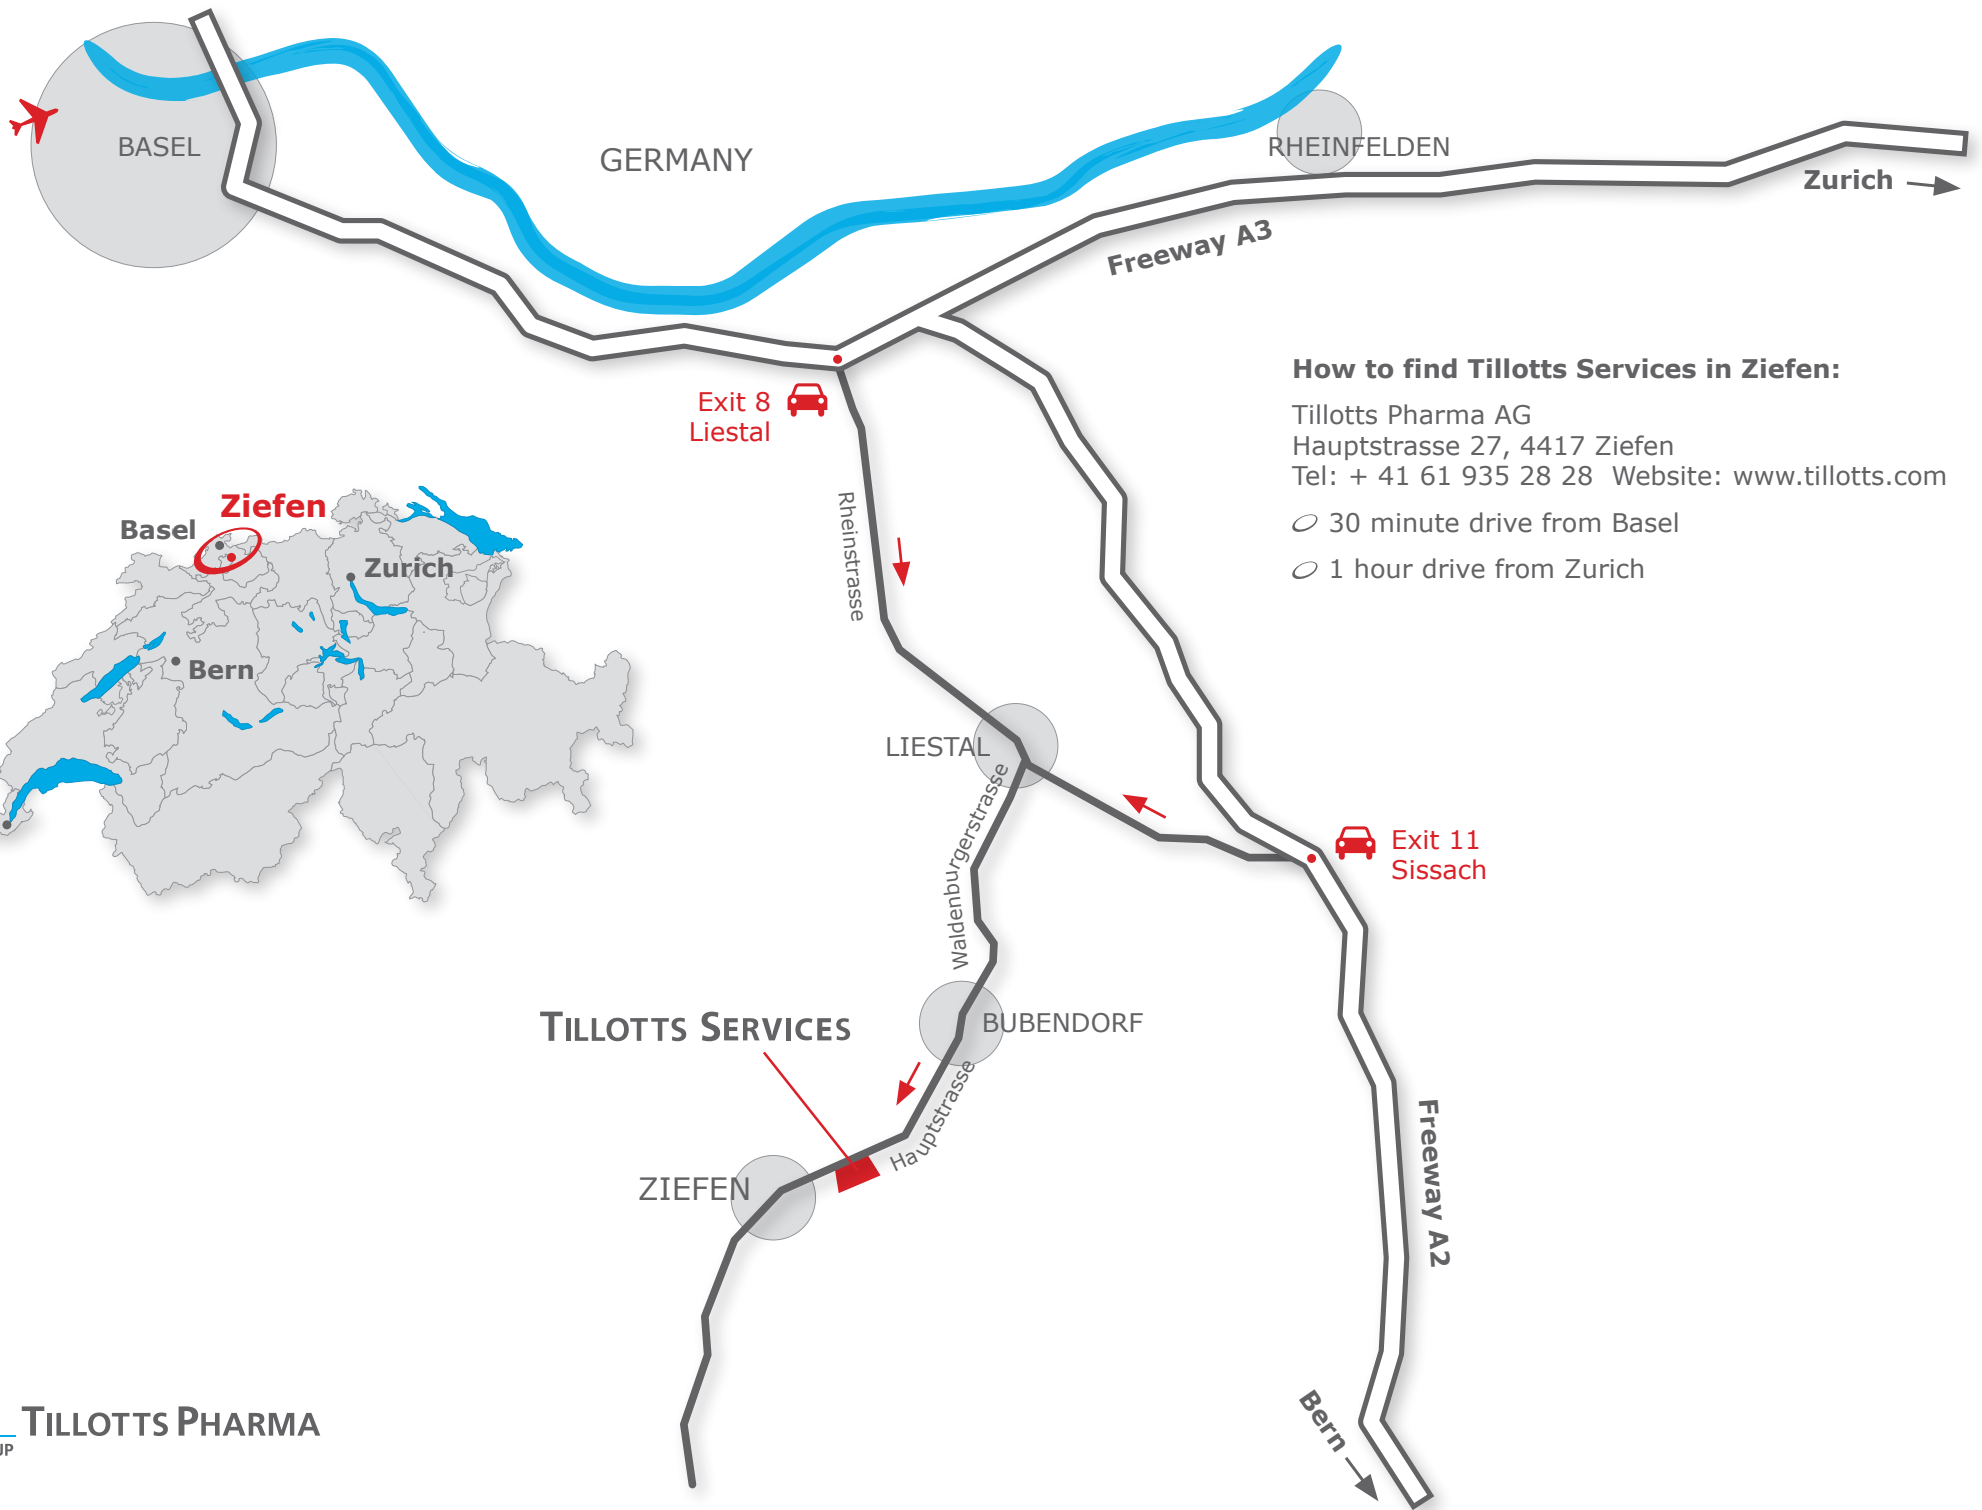 BASEL
GERMANY
RHEINFELDEN
Zurich
Freeway A3
How to find Tillotts Services in Ziefen:
Tillotts Pharma AG
Hauptstrasse 27, 4417 Ziefen
Tel: + 41 61 935 28 28 Website: www.tillotts.com
30 minute drive from Basel
1 hour drive from Zurich
Exit 8
Liestal
Rheinstrasse
Ziefen
Basel
Zurich
Bern
LIESTAL
Waldenburgerstrasse
Exit 11
Sissach
TILLOTTS SERVICES
BUBENDORF
Hauptstrasse
ZIEFEN
Freeway A2
Bern
TILLOTTS PHARMA